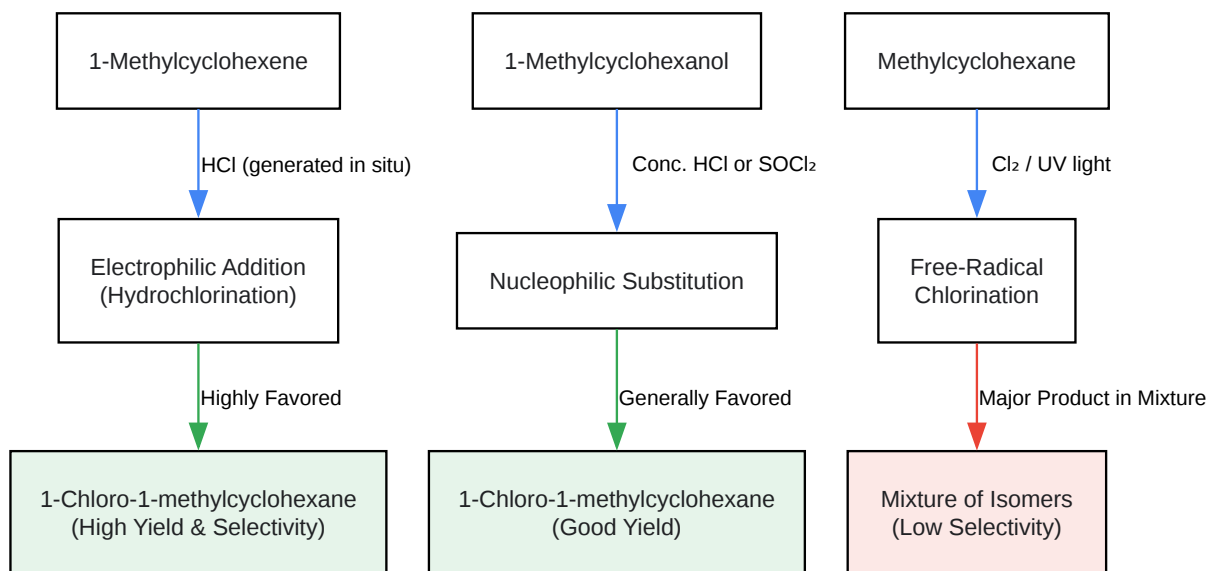 1-Methylcyclohexene
1-Methylcyclohexanol
Methylcyclohexane
HCl (generated in situ)
Conc. HCl or SOCl₂
Cl₂ / UV light
Electrophilic Addition
(Hydrochlorination)
Nucleophilic Substitution
Free-Radical
Chlorination
Highly Favored
Generally Favored
Major Product in Mixture
1-Chloro-1-methylcyclohexane
(High Yield & Selectivity)
1-Chloro-1-methylcyclohexane
(Good Yield)
Mixture of Isomers
(Low Selectivity)